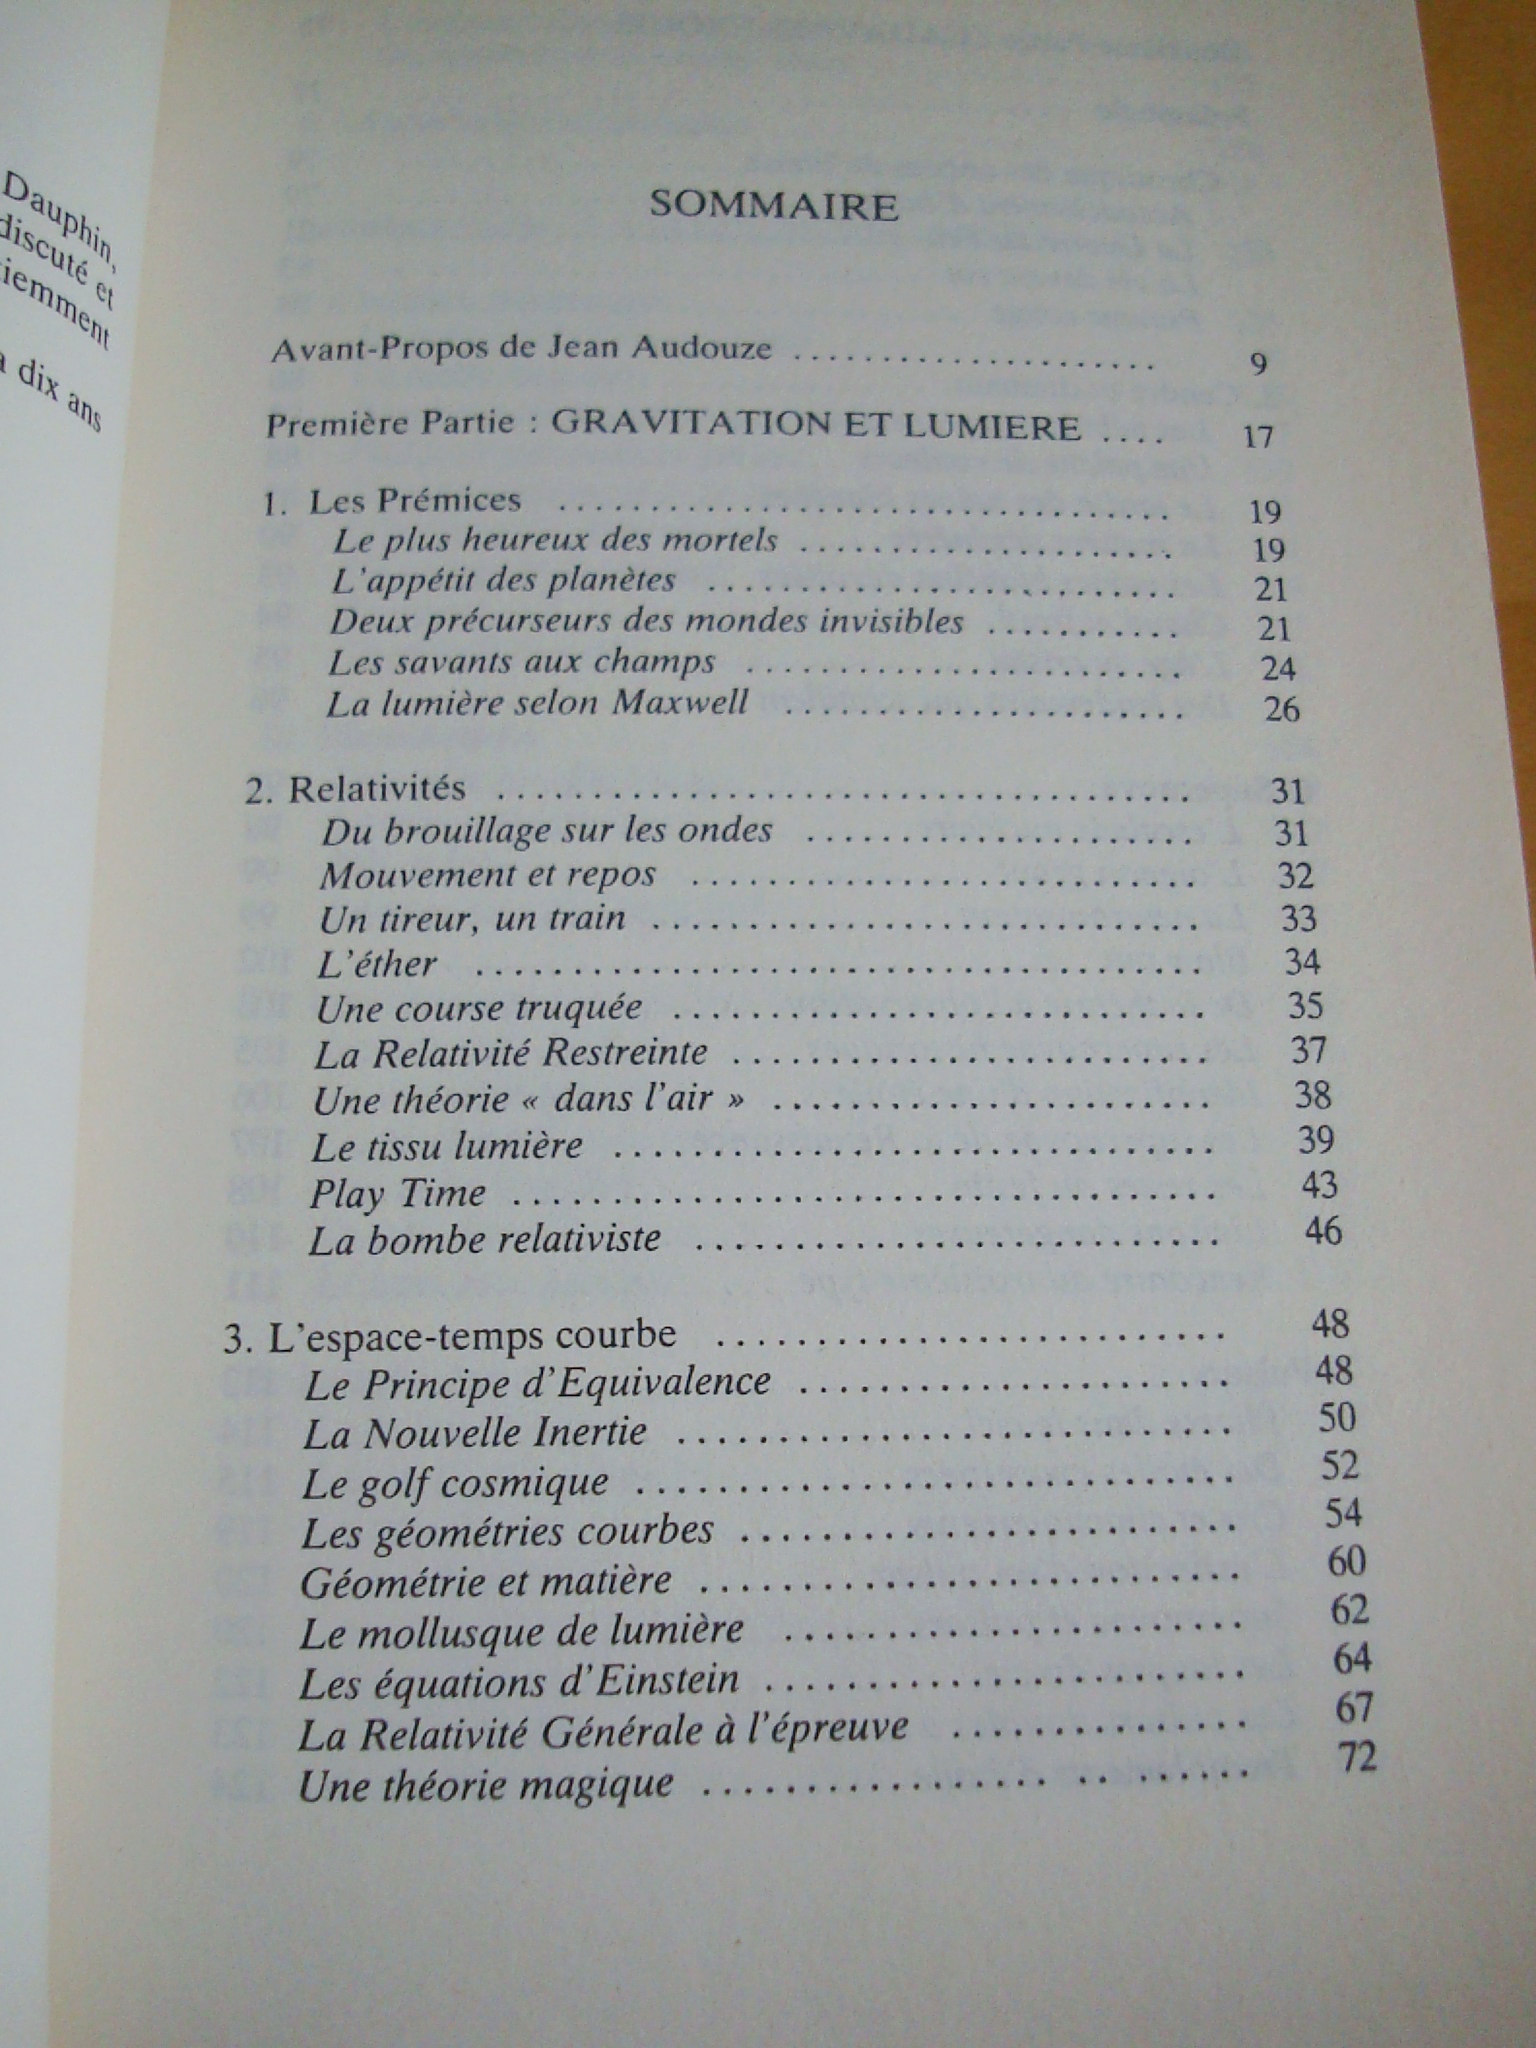 Dauphin,
discuté et
dix ans
SOMMAIRE
Avant-Propos de Jean Audouze ...................... 9
Première Partie : GRAVITATION ET LUMIERE .... 17
1. Les Prémices .................................. 19
Le plus heureux des mortels ....................... 19
L'appétit des planètes ............................ 21
Deux précurseurs des mondes invisibles ........... 21
Les savants aux champs .......................... 24
La lumière selon Maxwell ........................ 26
2. Relativités ..................................... 31
Du brouillage sur les ondes ....................... 31
Mouvement et repos ............................. 32
Un tireur, un train ............................... 33
L'éther ........................................ 34
Une course truquée .............................. 35
La Relativité Restreinte .......................... 37
Une théorie « dans l'air » ........................ 38
Le tissu lumière ................................ 39
Play Time ...................................... 43
La bombe relativiste ............................ 46
3. L'espace-temps courbe .......................... 48
Le Principe d'Equivalence ........................ 48
La Nouvelle Inertie .............................. 50
Le golf cosmique ................................ 52
Les géométries courbes .......................... 54
Géométrie et matière ............................ 60
Le mollusque de lumière ........................ 62
Les équations d'Einstein ......................... 64
La Relativité Générale à l'épreuve ............... 67
Une théorie magique ................. .. ...... 72